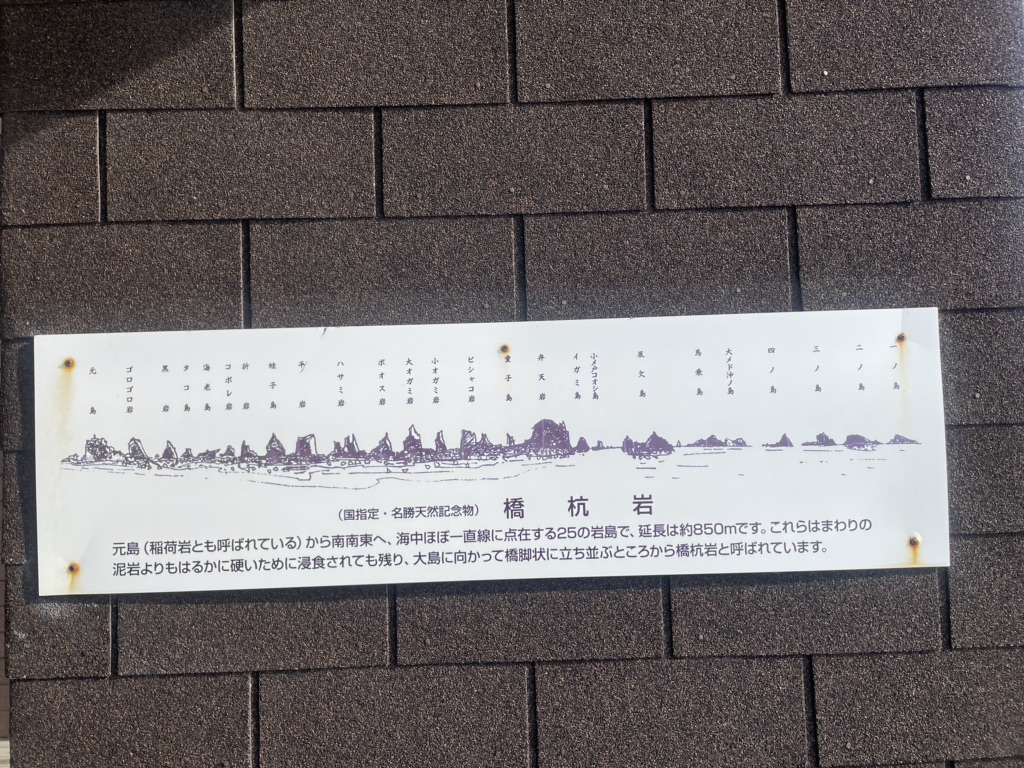 元島
ゴロゴロ岩
黒岩
タコ島
海老島
コボレ岩
折岩
蛙子島
平ノ岩
ハサミ岩
ボオス岩
大オガミ岩
小オガミ岩
ピシャコ岩
童子島
弁天岩
イガミ島
小メドコオシ島
辰欠島
馬乗島
大メド沖ノ島
四ノ島
三ノ島
二ノ島
一ノ島
(国指定・名勝天然記念物) 橋杭岩
元島(稲荷岩とも呼ばれている)から南南東へ、海中ほぼ一直線に点在する25の岩島で、延長は約850mです。これらはまわりの
泥岩よりもはるかに硬いために浸食されても残り、大島に向かって橋脚状に立ち並ぶところから橋杭岩と呼ばれています。